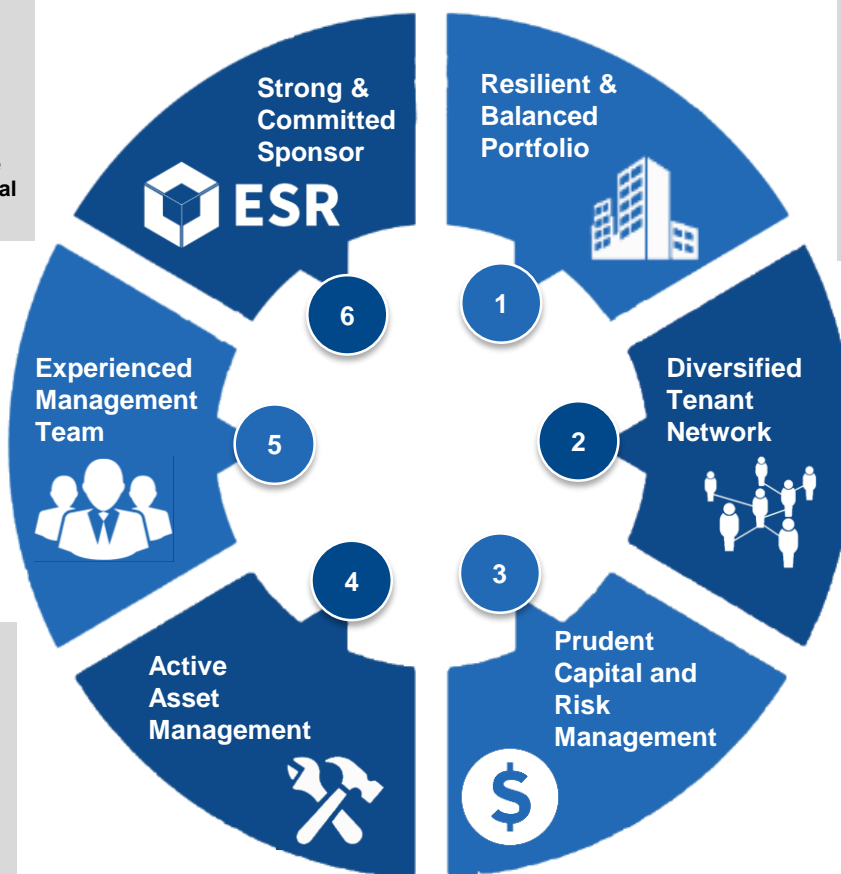 Strong &
Committed
Sponsor
ESR
6
Resilient &
Balanced
Portfolio
1
Diversified
Tenant
Network
2
Prudent
Capital and
Risk
Management
3
$
Active
Asset
Management
4
Experienced
Management
Team
5